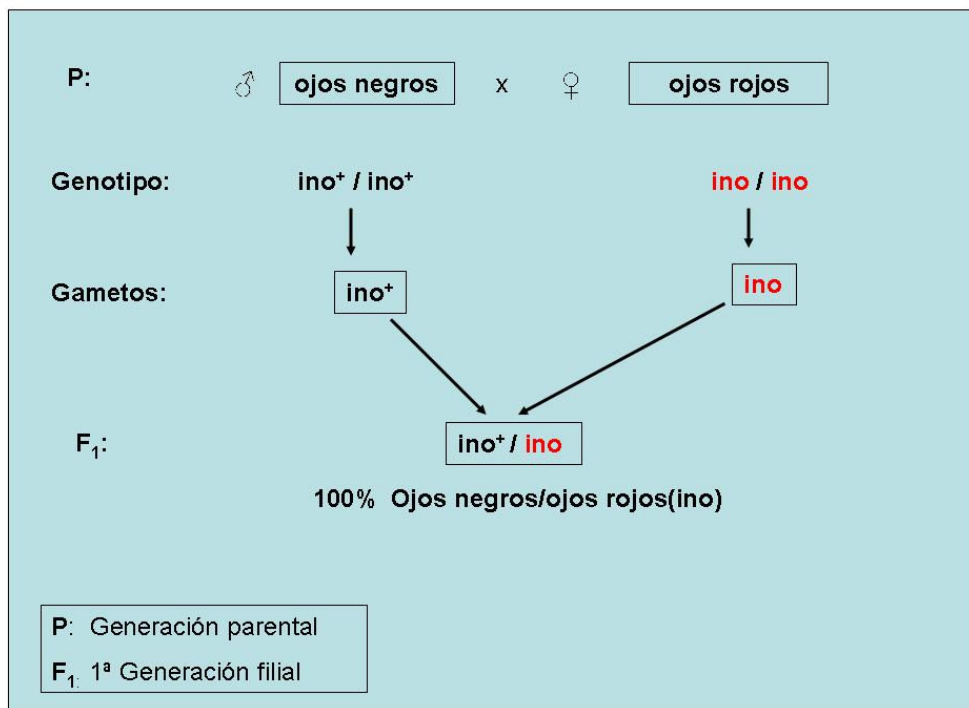 P: ♂ ojos negros x ♀ ojos rojos
Genotipo: ino⁺ / ino⁺ ino / ino
Gametos: ino⁺ ino
F₁: ino⁺ / ino
100% Ojos negros/ojos rojos(ino)
P: Generación parental
F₁: 1ª Generación filial